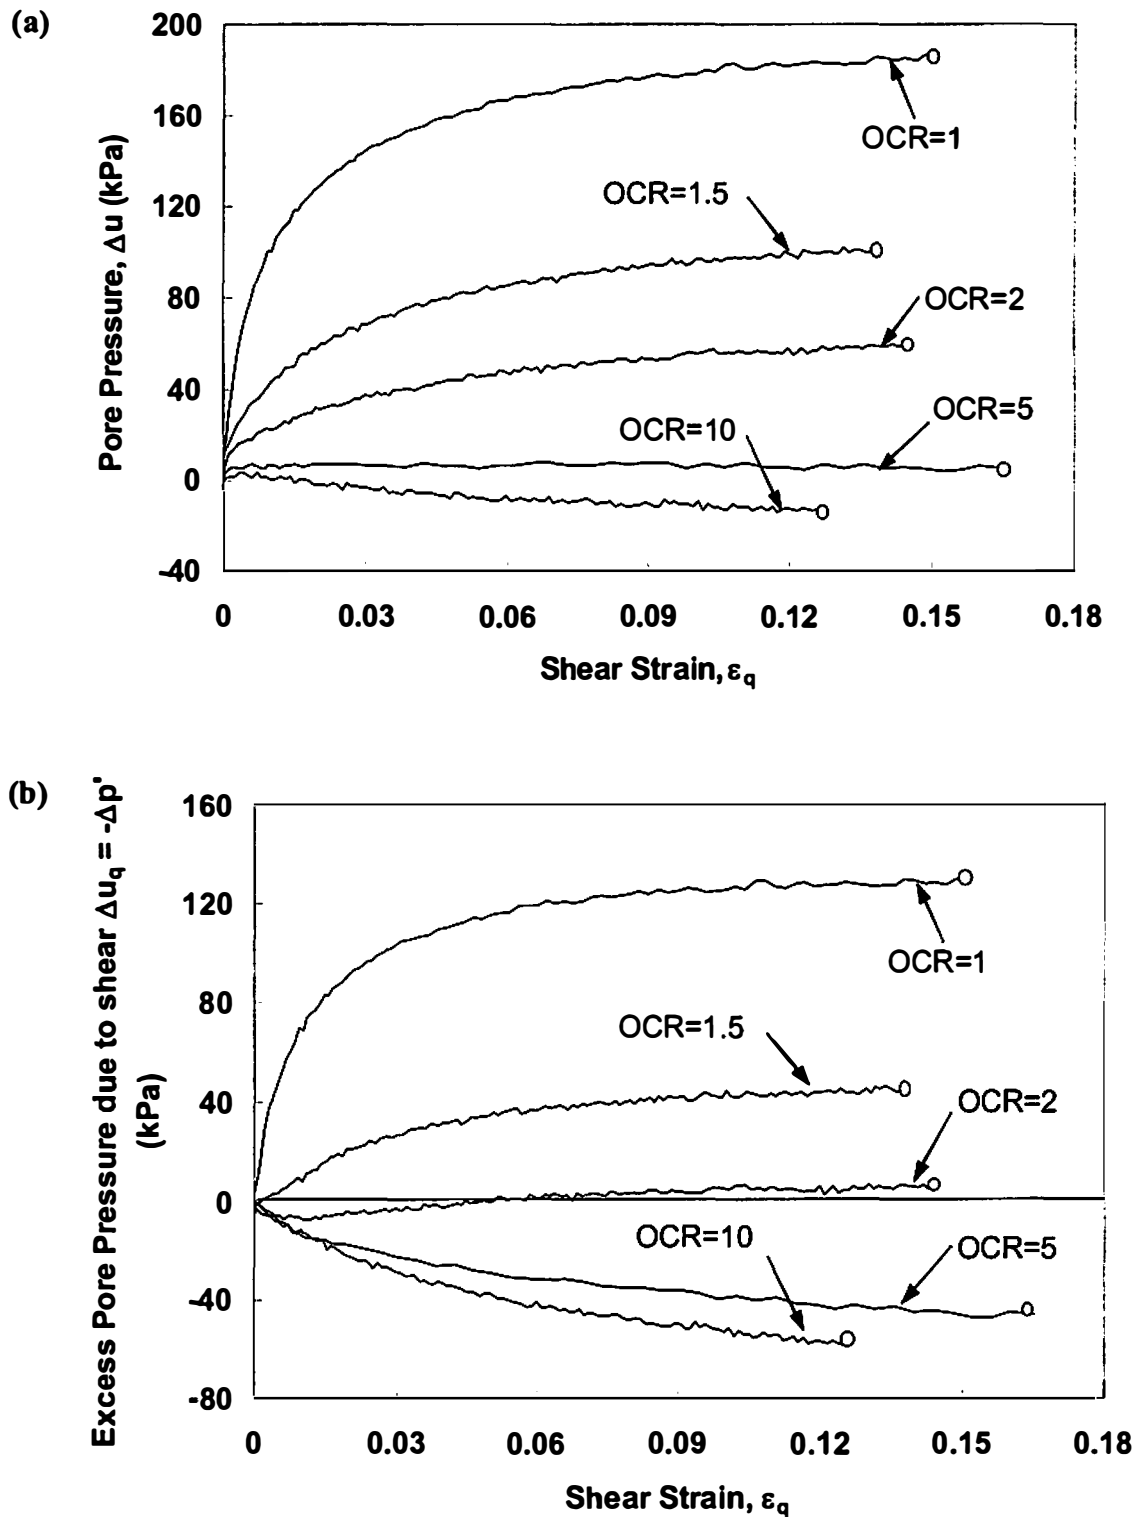 (a)
Pore Pressure, Δu (kPa)
200
160
120
80
40
0
-40
OCR=1
OCR=1.5
OCR=2
OCR=5
OCR=10
0 0.03 0.06 0.09 0.12 0.15 0.18
Shear Strain, εq
(b)
Excess Pore Pressure due to shear Δuq = -Δp'
(kPa)
160
120
80
40
0
-40
-80
OCR=1
OCR=1.5
OCR=2
OCR=10
OCR=5
0 0.03 0.06 0.09 0.12 0.15 0.18
Shear Strain, εq